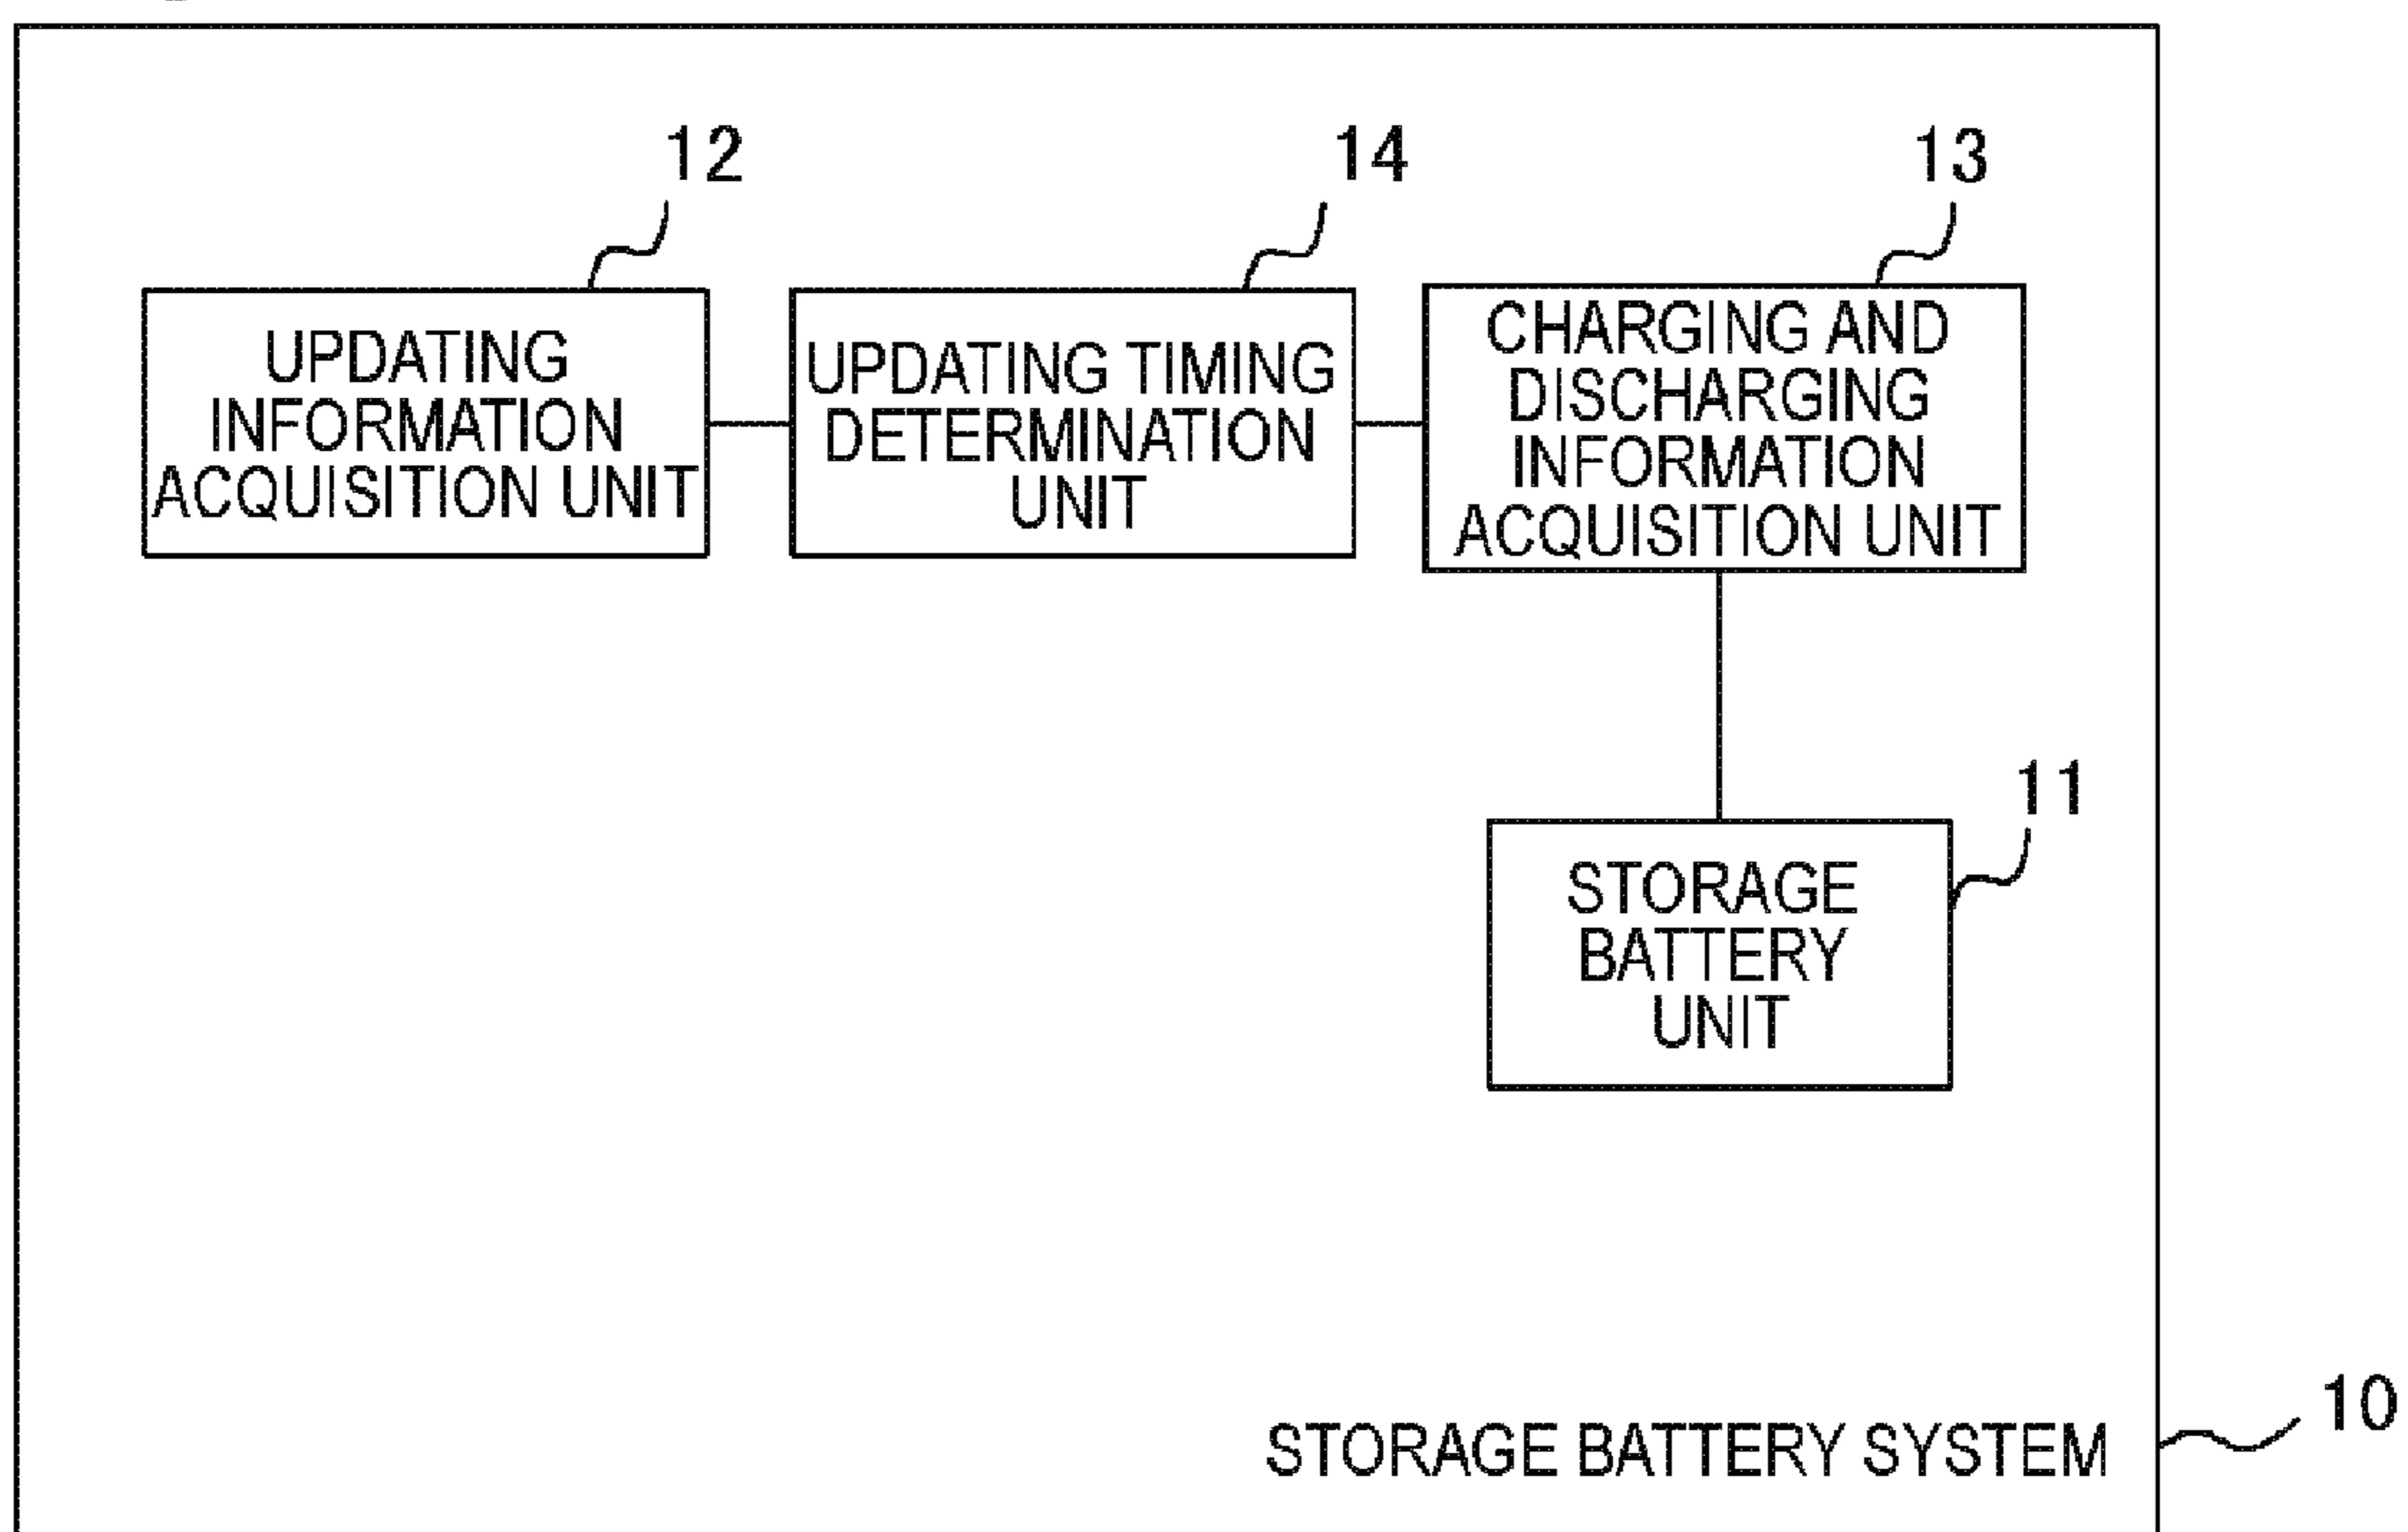 12
14
13
UPDATING
INFORMATION
ACQUISITION UNIT
UPDATING TIMING
DETERMINATION
UNIT
CHARGING AND
DISCHARGING
INFORMATION
ACQUISITION UNIT
11
STORAGE
BATTERY
UNIT
10
STORAGE BATTERY SYSTEM